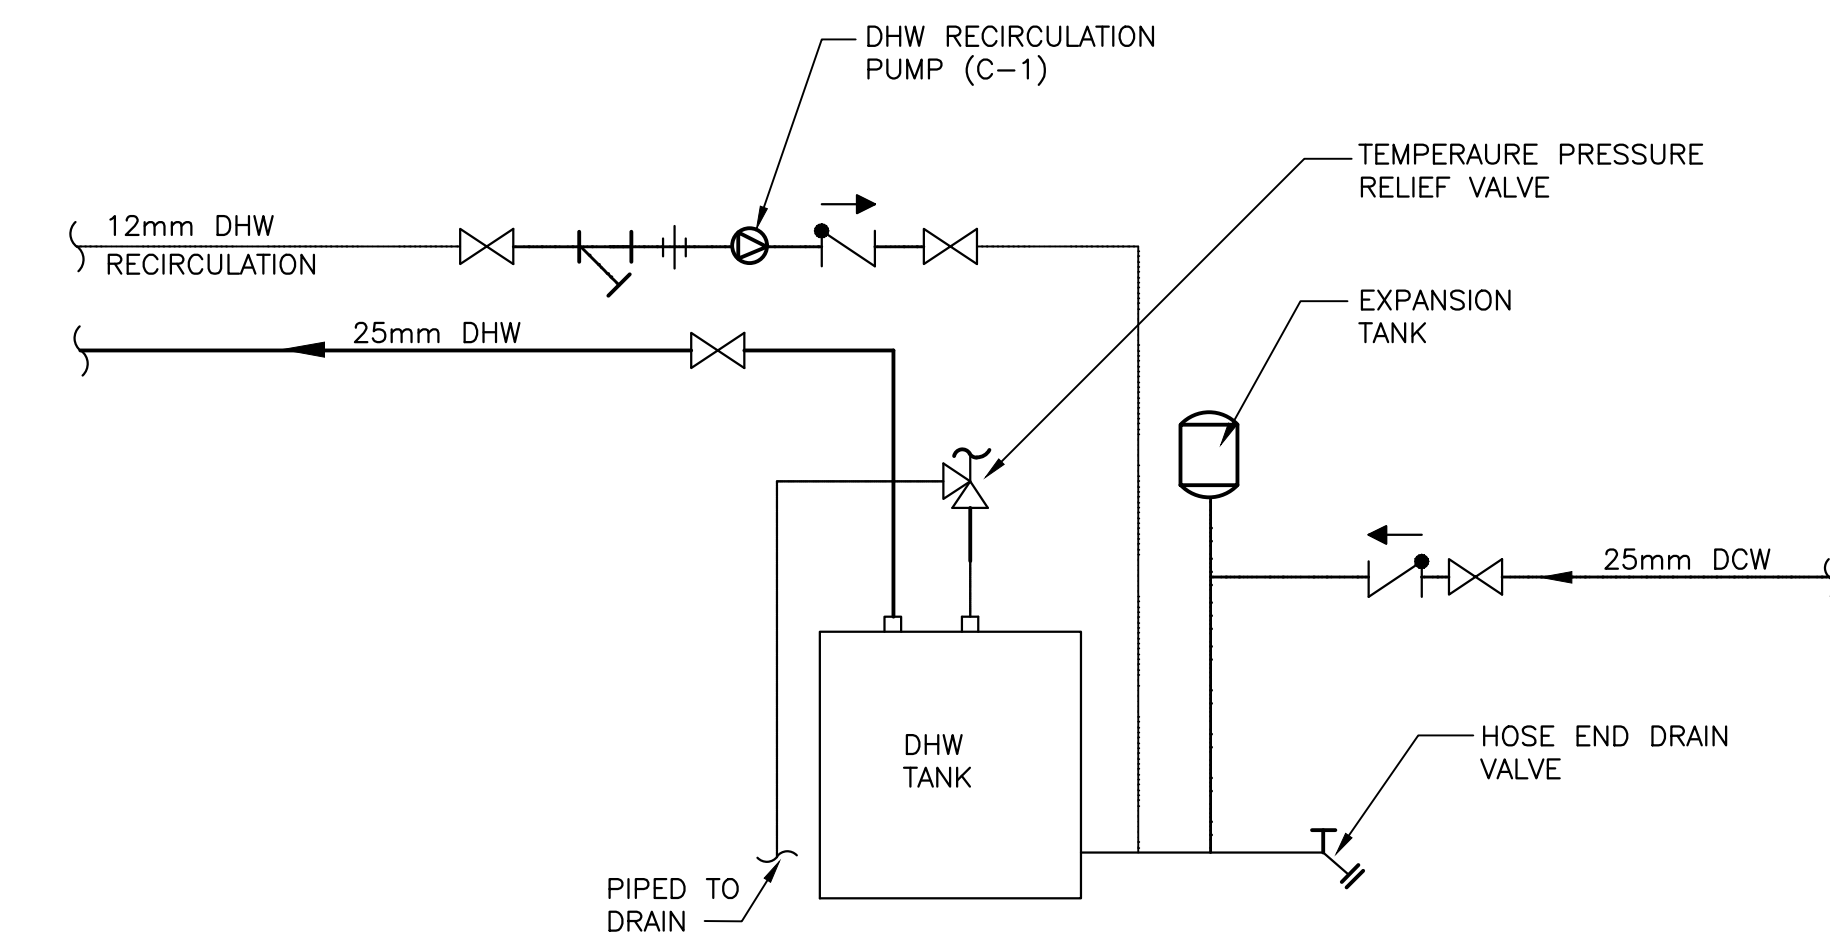 DHW RECIRCULATION
PUMP (C-1)
TEMPERAURE PRESSURE
RELIEF VALVE
12mm DHW
RECIRCULATION
EXPANSION
TANK
25mm DHW
25mm DCW
DHW
TANK
HOSE END DRAIN
VALVE
PIPED TO
DRAIN